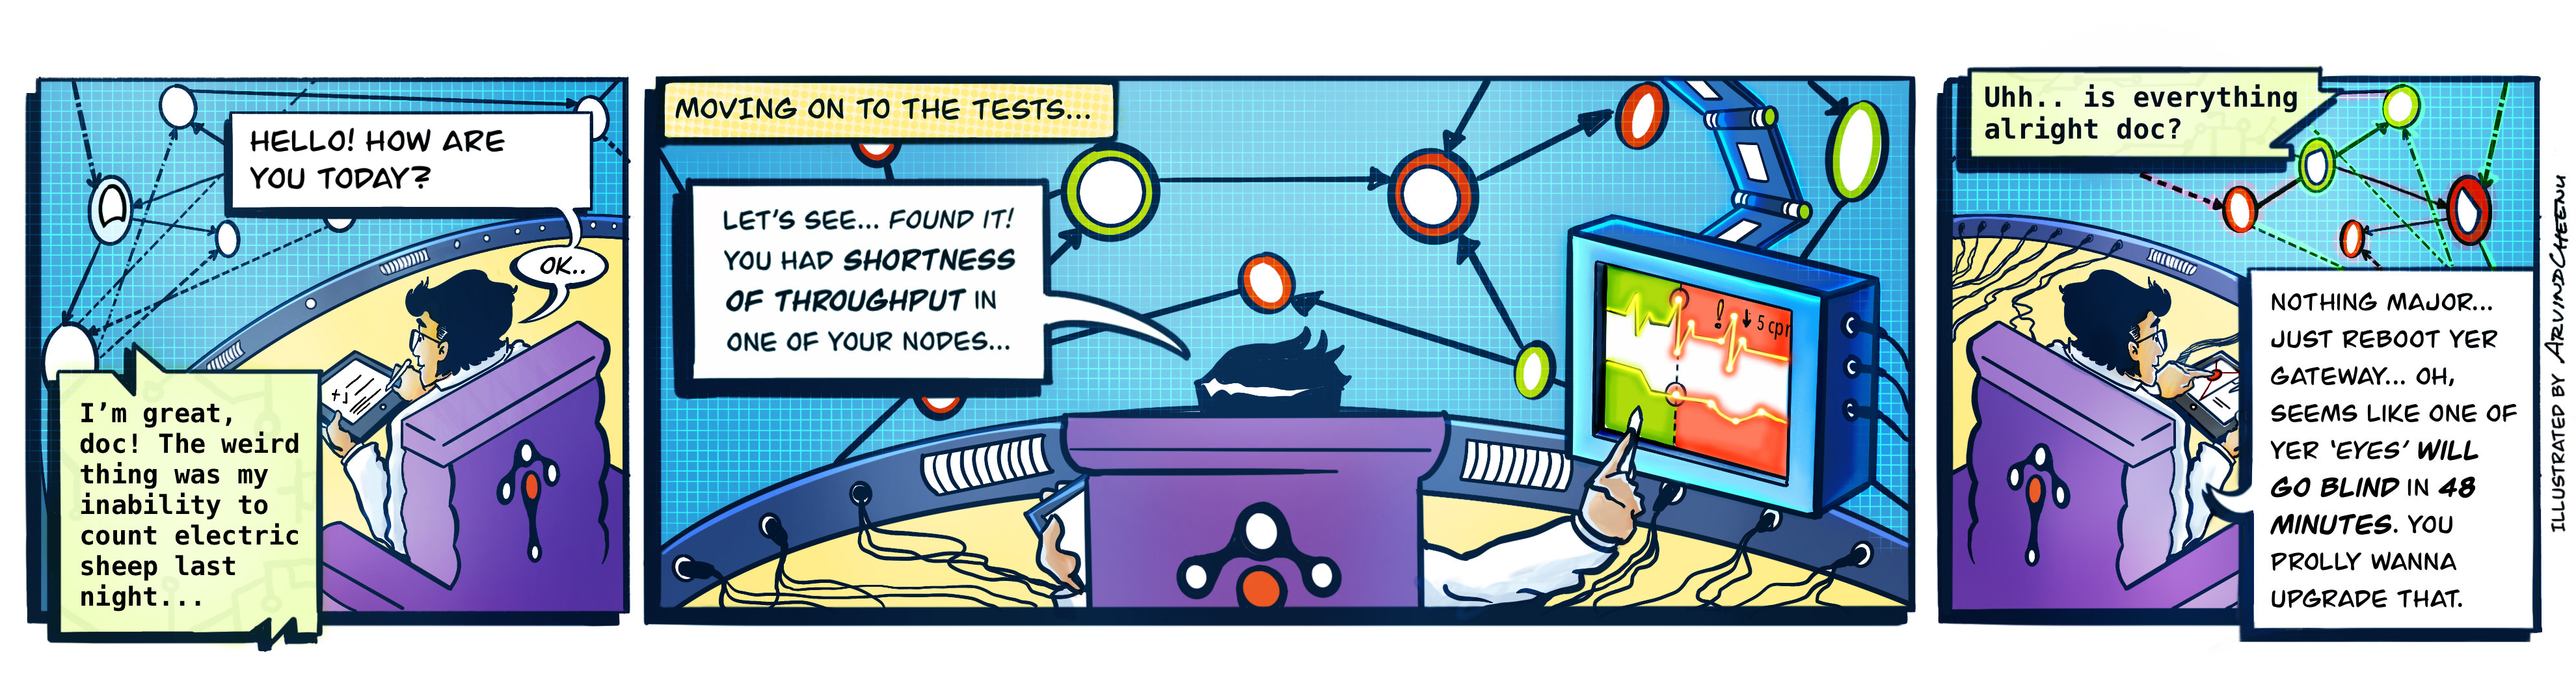 HELLO! HOW ARE
YOU TODAY?
OK..
I'm great,
doc! The weird
thing was my
inability to
count electric
sheep last
night...
MOVING ON TO THE TESTS...
LET'S SEE... FOUND IT!
YOU HAD SHORTNESS
OF THROUGHPUT IN
ONE OF YOUR NODES...
! ↓ 5 cpm
Uhh.. is everything
alright doc?
NOTHING MAJOR...
JUST REBOOT YER
GATEWAY... OH,
SEEMS LIKE ONE OF
YER 'EYES' WILL
GO BLIND IN 48
MINUTES. YOU
PROLLY WANNA
UPGRADE THAT.
ILLUSTRATED BY ARVINDCHEENU